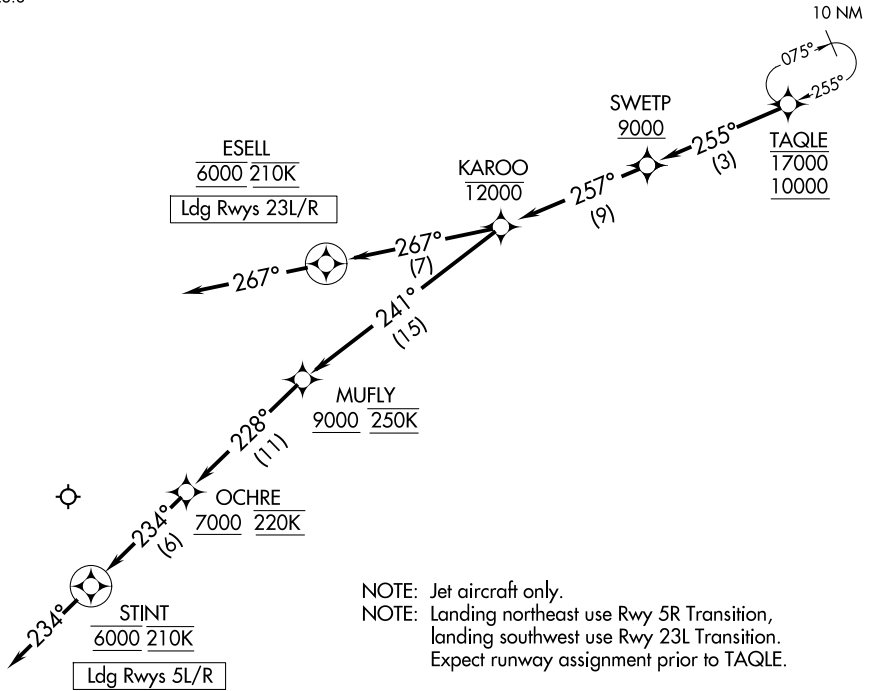 10 NM
075°
255°
SWETP
9000
255°
(3)
TAQLE
17000
10000
ESELL
6000 210K
Ldg Rwys 23L/R
KAROO
12000
257°
(9)
267°
(7)
267°
241°
(15)
MUFLY
9000 250K
228°
(11)
OCHRE
7000 220K
234°
(6)
STINT
6000 210K
234°
Ldg Rwys 5L/R
NOTE: Jet aircraft only.
NOTE: Landing northeast use Rwy 5R Transition,
landing southwest use Rwy 23L Transition.
Expect runway assignment prior to TAQLE.